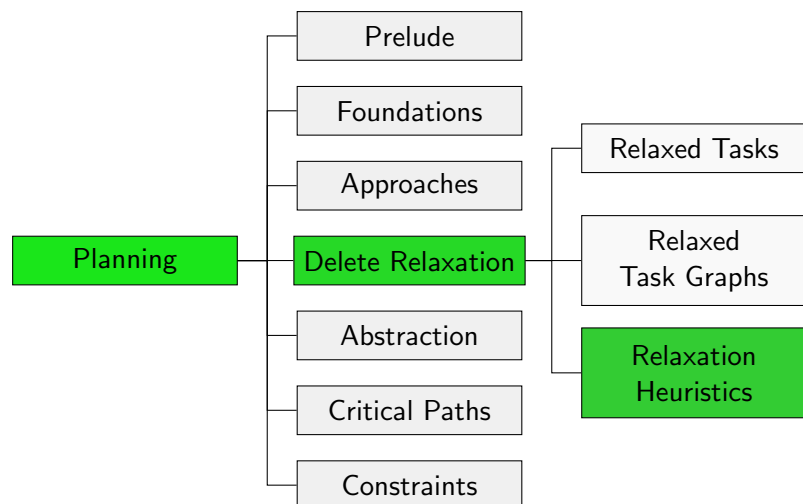 Planning
Prelude
Foundations
Approaches
Delete Relaxation
Abstraction
Critical Paths
Constraints
Relaxed Tasks
Relaxed
Task Graphs
Relaxation
Heuristics